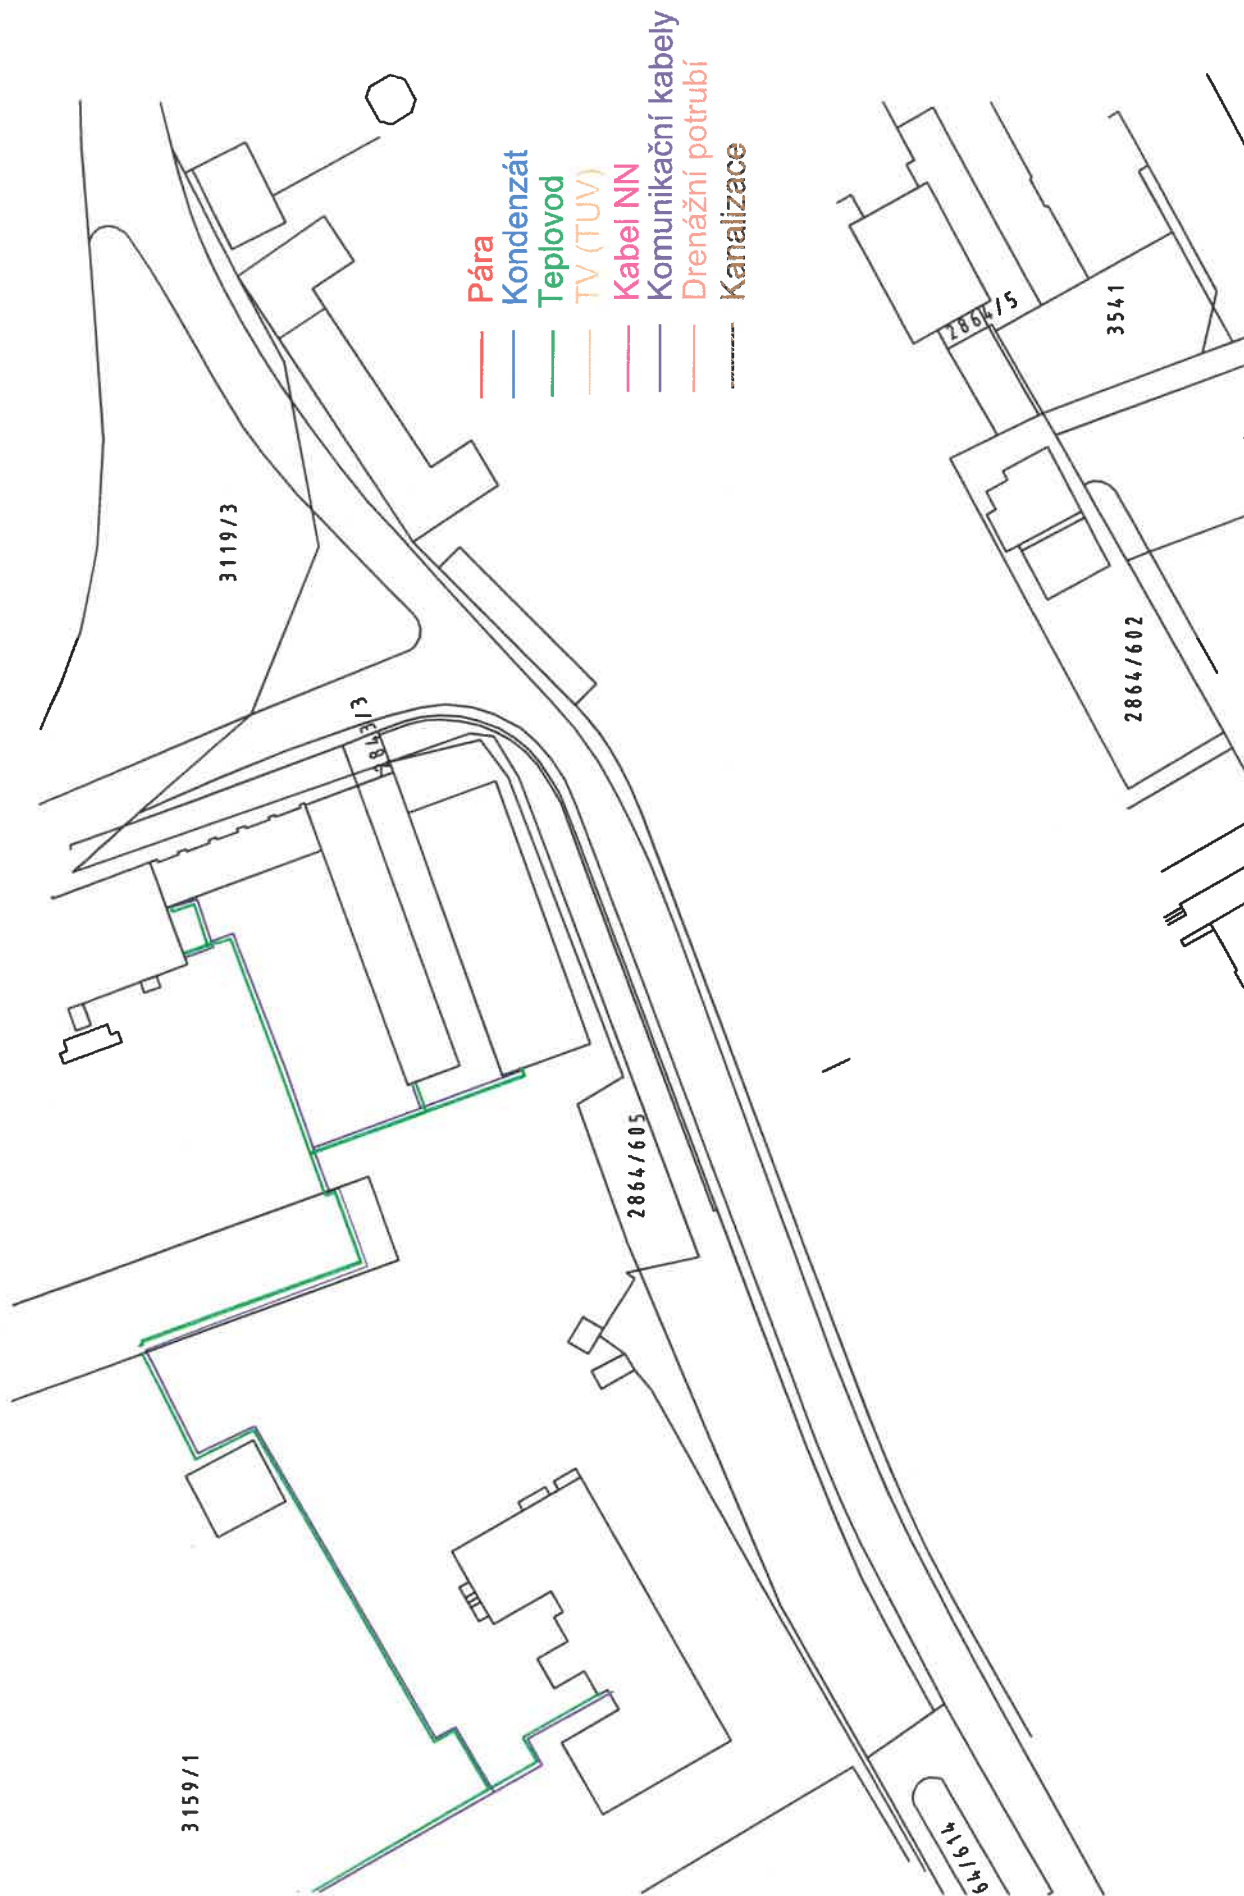 Pára
Kondenzát
Teplovod
TV (TUV)
Kabel NN
Komunikační kabely
Drenážní potrubí
Kanalizace
3119/3
2864/5
3541
2864/602
2864/605
3159/1
64/614